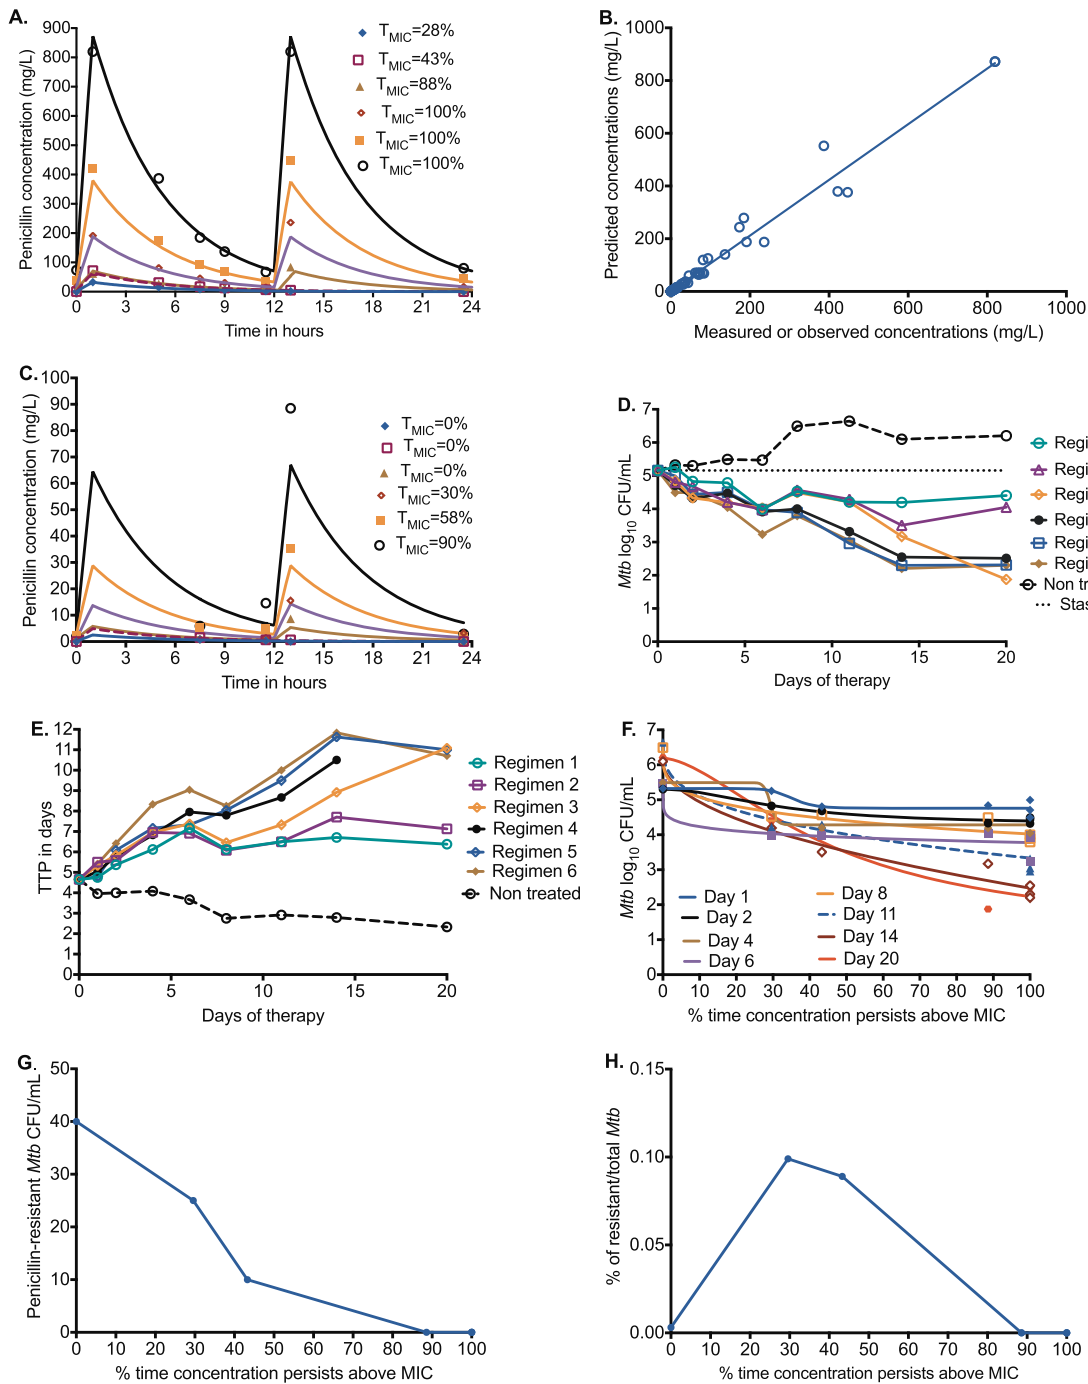 A.
900
800
700
600
500
400
300
200
100
0
Penicillin concentration (mg/L)
0 3 6 9 12 15 18 21 24
Time in hours
TMIC=28%
TMIC=43%
TMIC=88%
TMIC=100%
TMIC=100%
TMIC=100%
B.
1000
800
600
400
200
0
Predicted concentrations (mg/L)
0 200 400 600 800 1000
Measured or observed concentrations (mg/L)
C.
100
90
80
70
60
50
40
30
20
10
0
Penicillin concentration (mg/L)
0 3 6 9 12 15 18 21 24
Time in hours
TMIC=0%
TMIC=0%
TMIC=0%
TMIC=30%
TMIC=58%
TMIC=90%
D.
7
6
5
4
3
2
1
0
Mtb log10 CFU/mL
0 5 10 15 20
Days of therapy
Regi
Regi
Regi
Regi
Regi
Regi
Non tr
Stas
E.
12
11
10
9
8
7
6
5
4
3
2
1
0
TTP in days
0 5 10 15 20
Days of therapy
Regimen 1
Regimen 2
Regimen 3
Regimen 4
Regimen 5
Regimen 6
Non treated
F.
7
6
5
4
3
2
1
0
Mtb log10 CFU/mL
Day 1
Day 2
Day 4
Day 6
Day 8
Day 11
Day 14
Day 20
0 10 20 30 40 50 60 70 80 90 100
% time concentration persists above MIC
G.
50
40
30
20
10
0
Penicillin-resistant Mtb CFU/mL
0 10 20 30 40 50 60 70 80 90 100
% time concentration persists above MIC
H.
0.15
0.10
0.05
0.00
% of resistant/total Mtb
0 10 20 30 40 50 60 70 80 90 100
% time concentration persists above MIC